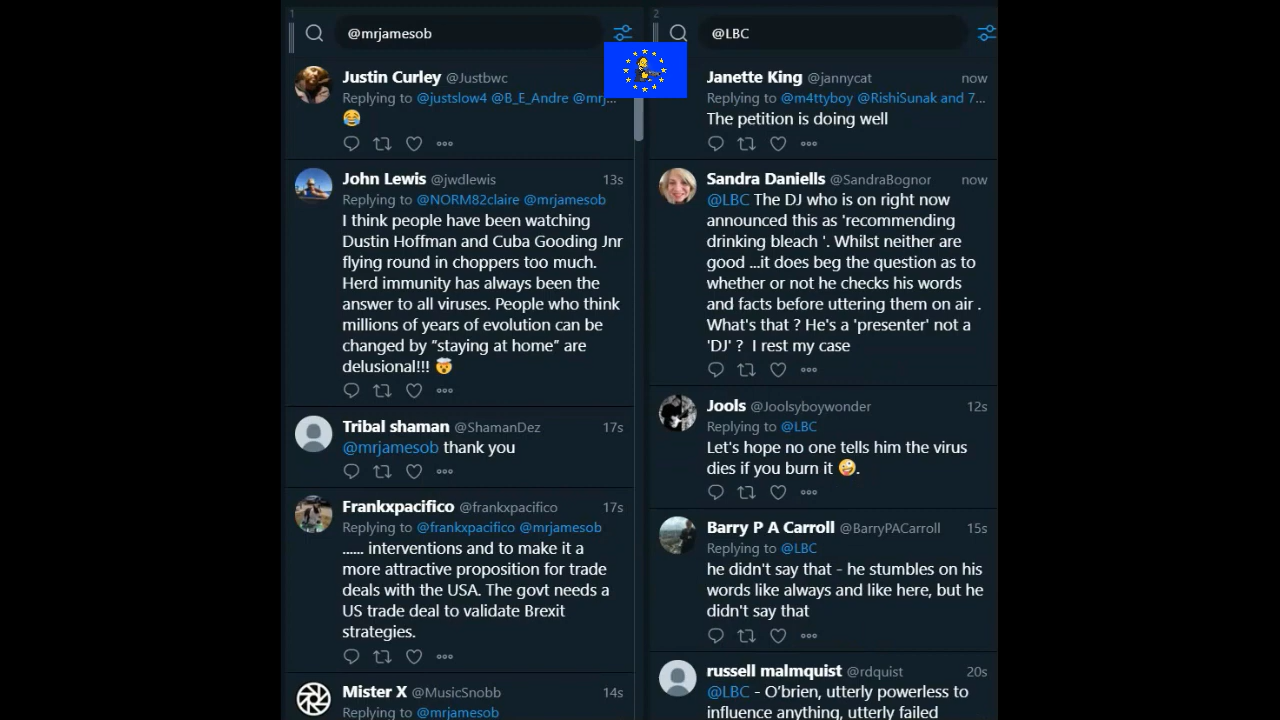 1
@mrjamesob
Justin Curley @Justbwc
Replying to @justslow4 @B_E_Andre @mrj...
😂
John Lewis @jwdlewis 13s
Replying to @NORM82claire @mrjamesob
I think people have been watching
Dustin Hoffman and Cuba Gooding Jnr
flying round in choppers too much.
Herd immunity has always been the
answer to all viruses. People who think
millions of years of evolution can be
changed by “staying at home” are
delusional!!! 🤯
Tribal shaman @ShamanDez 17s
@mrjamesob thank you
Frankxpacifico @frankxpacifico 17s
Replying to @frankxpacifico @mrjamesob
...... interventions and to make it a
more attractive proposition for trade
deals with the USA. The govt needs a
US trade deal to validate Brexit
strategies.
Mister X @MusicSnobb 14s
Replying to @mrjamesob
2
@LBC
Janette King @jannycat now
Replying to @m4ttyboy @RishiSunak and 7...
The petition is doing well
Sandra Daniells @SandraBognor now
@LBC The DJ who is on right now
announced this as 'recommending
drinking bleach '. Whilst neither are
good ...it does beg the question as to
whether or not he checks his words
and facts before uttering them on air .
What's that ? He's a 'presenter' not a
'DJ' ?  I rest my case
Jools @Joolsyboywonder 12s
Replying to @LBC
Let's hope no one tells him the virus
dies if you burn it 🤪.
Barry P A Carroll @BarryPACarroll 15s
Replying to @LBC
he didn't say that - he stumbles on his
words like always and like here, but he
didn't say that
russell malmquist @rdquist 20s
@LBC - O'brien, utterly powerless to
influence anything, utterly failed